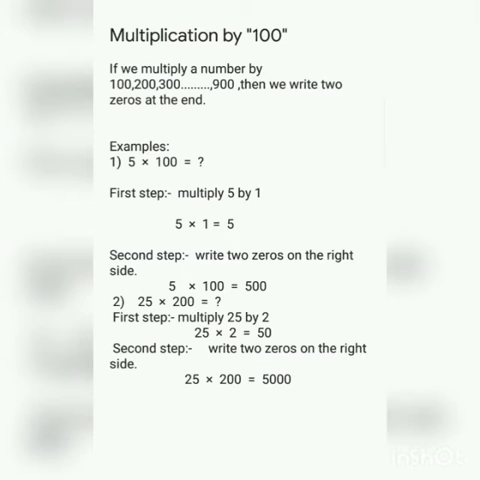 Multiplication by "100"
If we multiply a number by
100,200,300.........,900 ,then we write two
zeros at the end.
Examples:
1) 5 × 100 = ?
First step:- multiply 5 by 1
5 × 1 = 5
Second step:- write two zeros on the right
side.
5 × 100 = 500
2) 25 × 200 = ?
First step:- multiply 25 by 2
25 × 2 = 50
Second step:- write two zeros on the right
side.
25 × 200 = 5000
InShOt